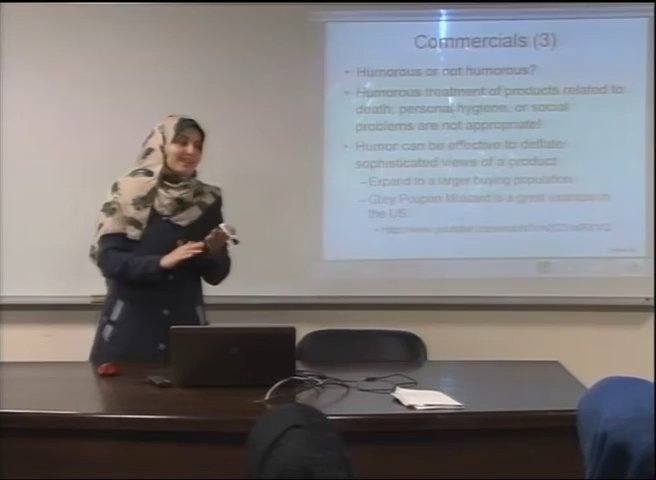 Commercials (3)
• Humorous or not humorous?
• Humorous treatment of products related to
death, personal hygiene, or social
problems are not appropriate!
• Humor can be effective to deflate
sophisticated views of a product
– Expand to a larger buying population
– Grey Poupon Mustard is a great example in
the US